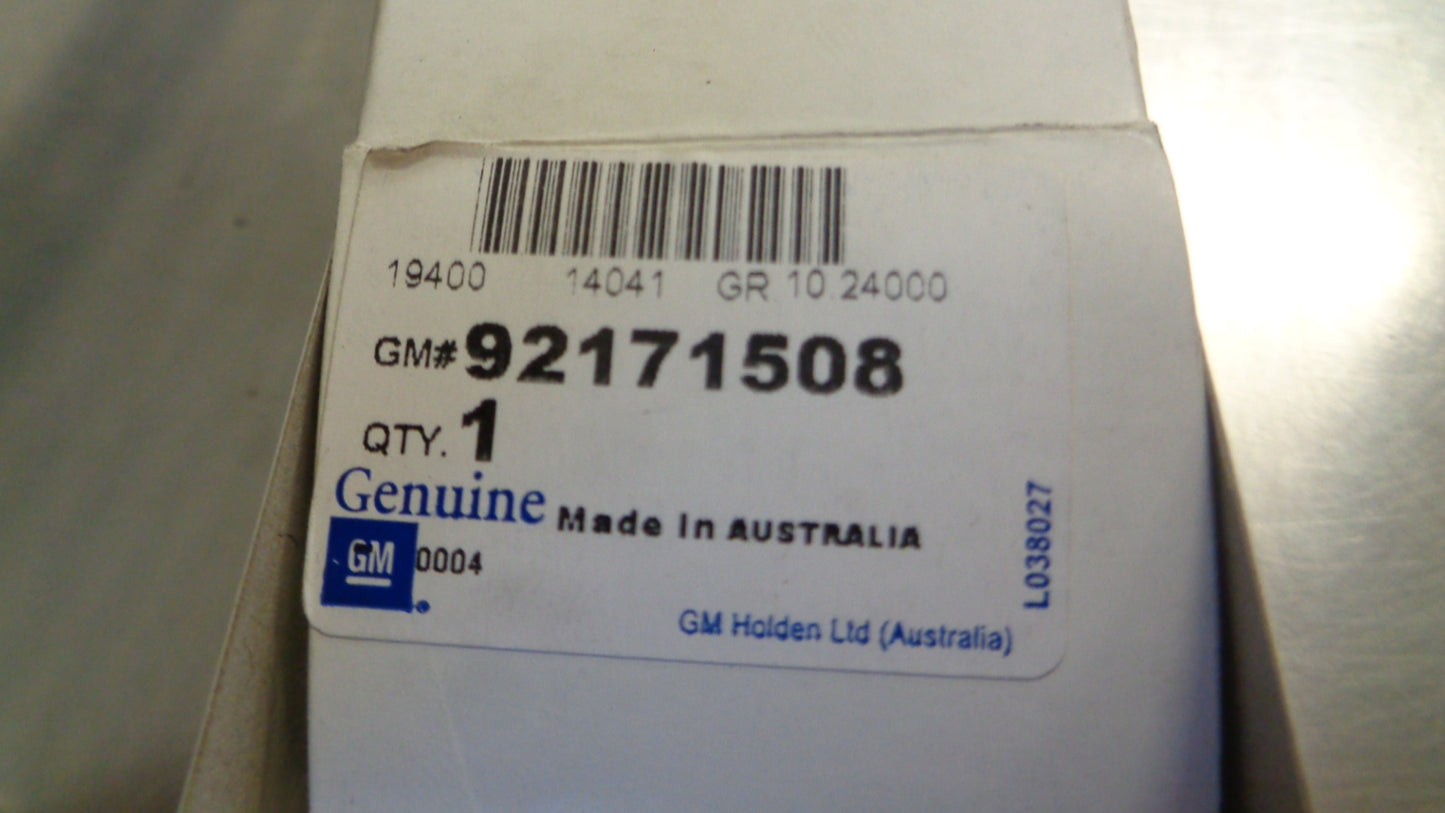 19400 14041 GR 10.24000
GM# 92171508
QTY. 1
Genuine Made In AUSTRALIA
GM 0004
L038027
GM Holden Ltd (Australia)